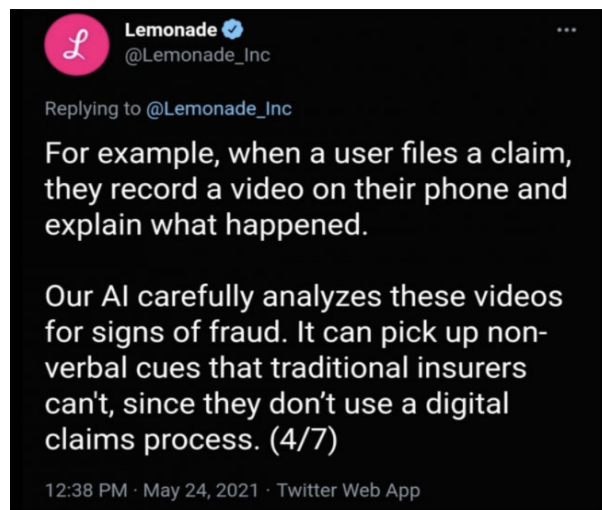 Lemonade
@Lemonade_Inc
Replying to @Lemonade_Inc
For example, when a user files a claim,
they record a video on their phone and
explain what happened.
Our AI carefully analyzes these videos
for signs of fraud. It can pick up non-
verbal cues that traditional insurers
can't, since they don’t use a digital
claims process. (4/7)
12:38 PM · May 24, 2021 · Twitter Web App